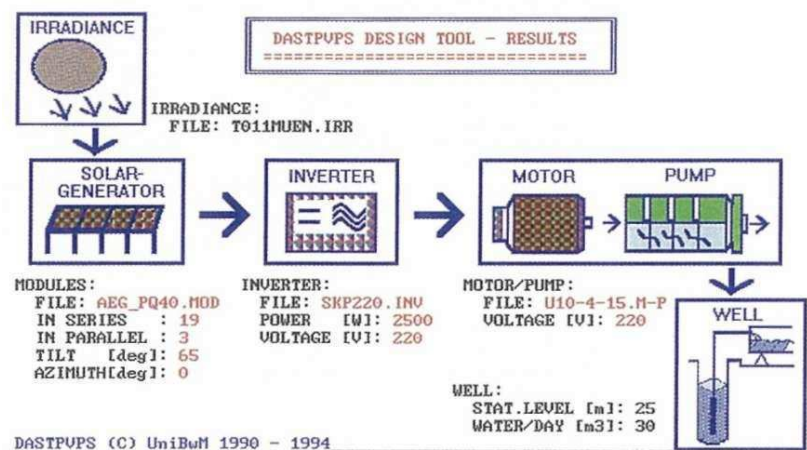 IRRADIANCE
DASTPVPS DESIGN TOOL - RESULTS
==================================
IRRADIANCE:
FILE: T011MUEN.IRR
SOLAR-
GENERATOR
INVERTER
MOTOR
PUMP
MODULES:
FILE: AEG_PQ40.MOD
IN SERIES : 19
IN PARALLEL : 3
TILT [deg]: 65
AZIMUTH[deg]: 0
INVERTER:
FILE: SKP220.INV
POWER [W]: 2500
VOLTAGE [V]: 220
MOTOR/PUMP:
FILE: U10-4-15.M-P
VOLTAGE [V]: 220
WELL
WELL:
STAT.LEVEL [m]: 25
WATER/DAY [m3]: 30
DASTPVPS (C) UniBwM 1990 - 1994